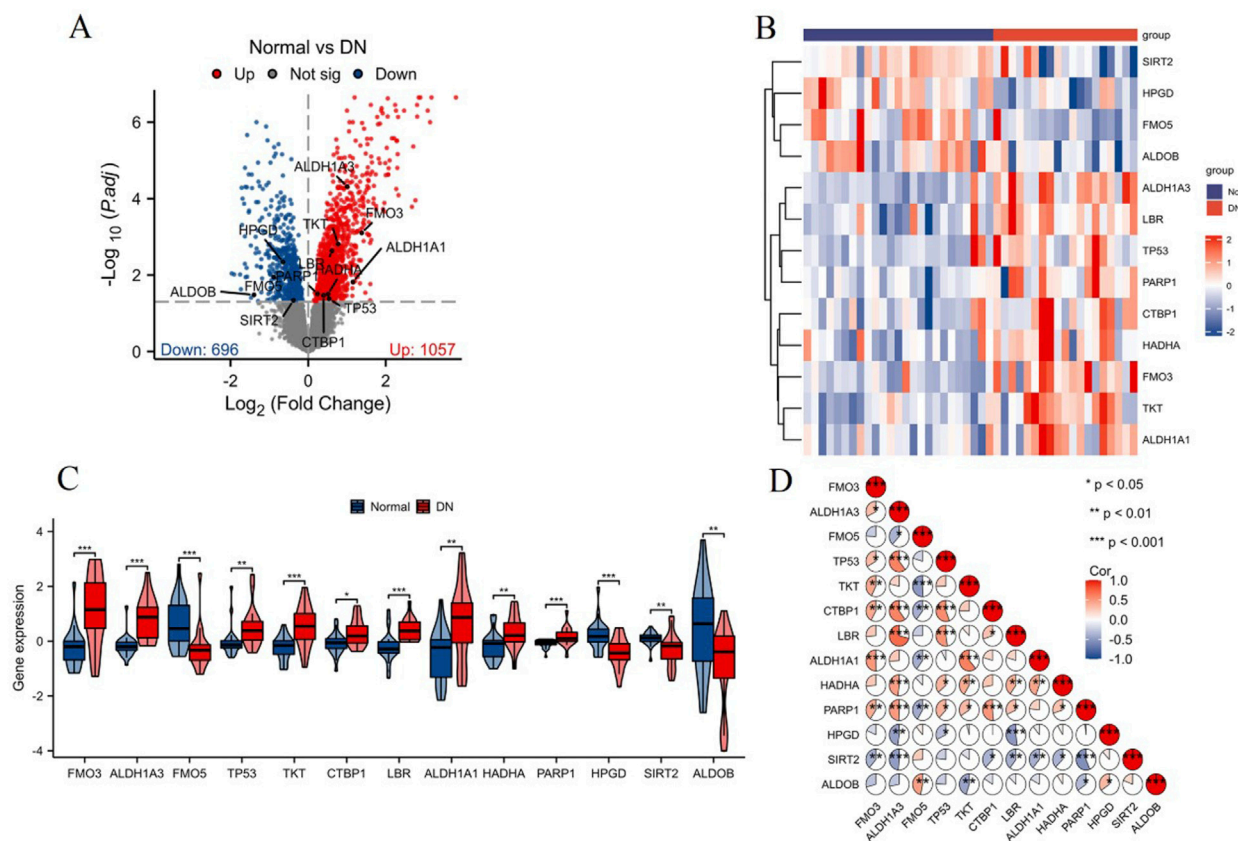 A
Normal vs DN
Up Not sig Down
-Log 10 (P.adj)
6
4
2
0
ALDH1A3
FMO3
TKT
HPGD
ALDH1A1
LBR
HADHA
PARP1
FMO5
ALDOB
TP53
SIRT2
CTBP1
Down: 696
Up: 1057
-2 0 2
Log2 (Fold Change)
B
group
SIRT2
HPGD
FMO5
ALDOB
ALDH1A3
LBR
TP53
PARP1
CTBP1
HADHA
FMO3
TKT
ALDH1A1
group
No
DN
2
1
0
-1
-2
C
Normal DN
Gene expression
4
2
0
-2
-4
*** *** *** ** *** * *** ** ** *** *** ** **
FMO3 ALDH1A3 FMO5 TP53 TKT CTBP1 LBR ALDH1A1 HADHA PARP1 HPGD SIRT2 ALDOB
D
* p < 0.05
** p < 0.01
*** p < 0.001
Cor
1.0
0.5
0.0
-0.5
-1.0
FMO3
ALDH1A3
FMO5
TP53
TKT
CTBP1
LBR
ALDH1A1
HADHA
PARP1
HPGD
SIRT2
ALDOB
FMO3 ALDH1A3 FMO5 TP53 TKT CTBP1 LBR ALDH1A1 HADHA PARP1 HPGD SIRT2 ALDOB